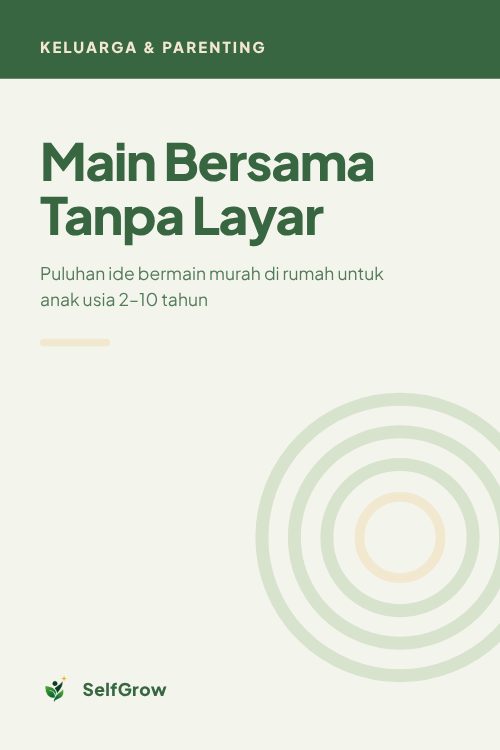 KELUARGA & PARENTING
Main Bersama
Tanpa Layar
Puluhan ide bermain murah di rumah untuk
anak usia 2–10 tahun
SelfGrow